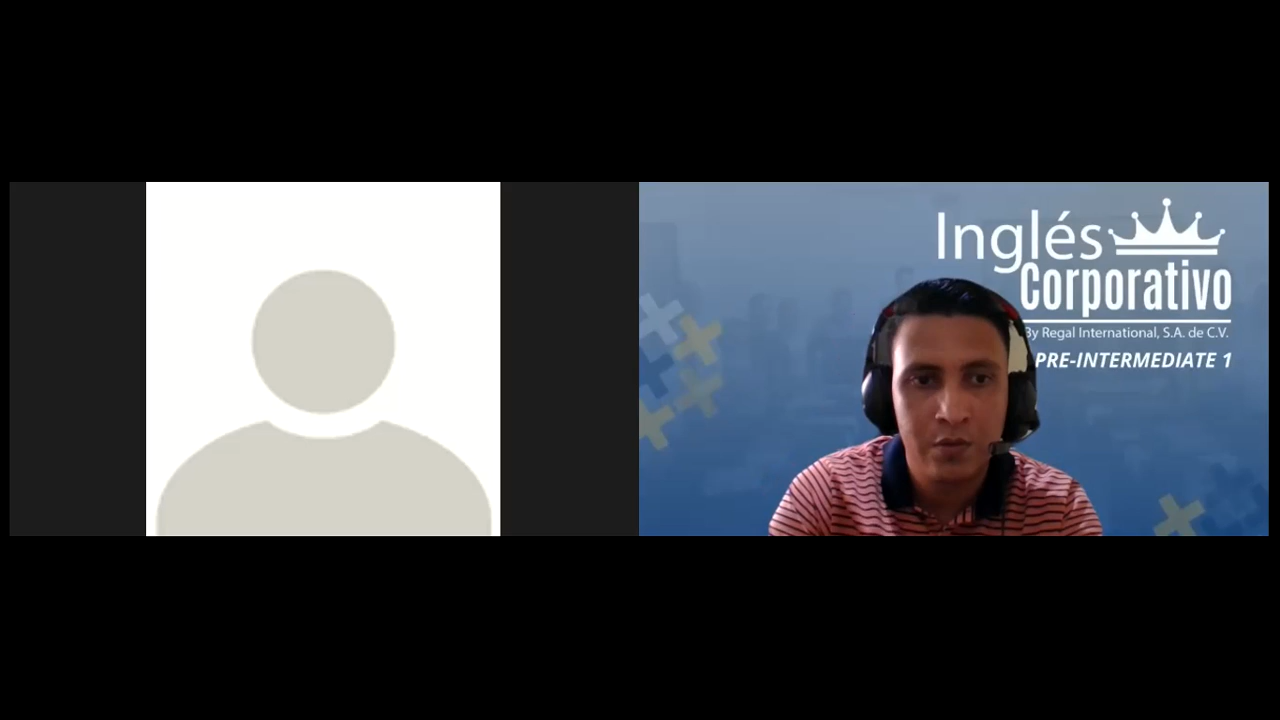 Inglés
Corporativo
By Regal International, S.A. de C.V.
PRE-INTERMEDIATE 1